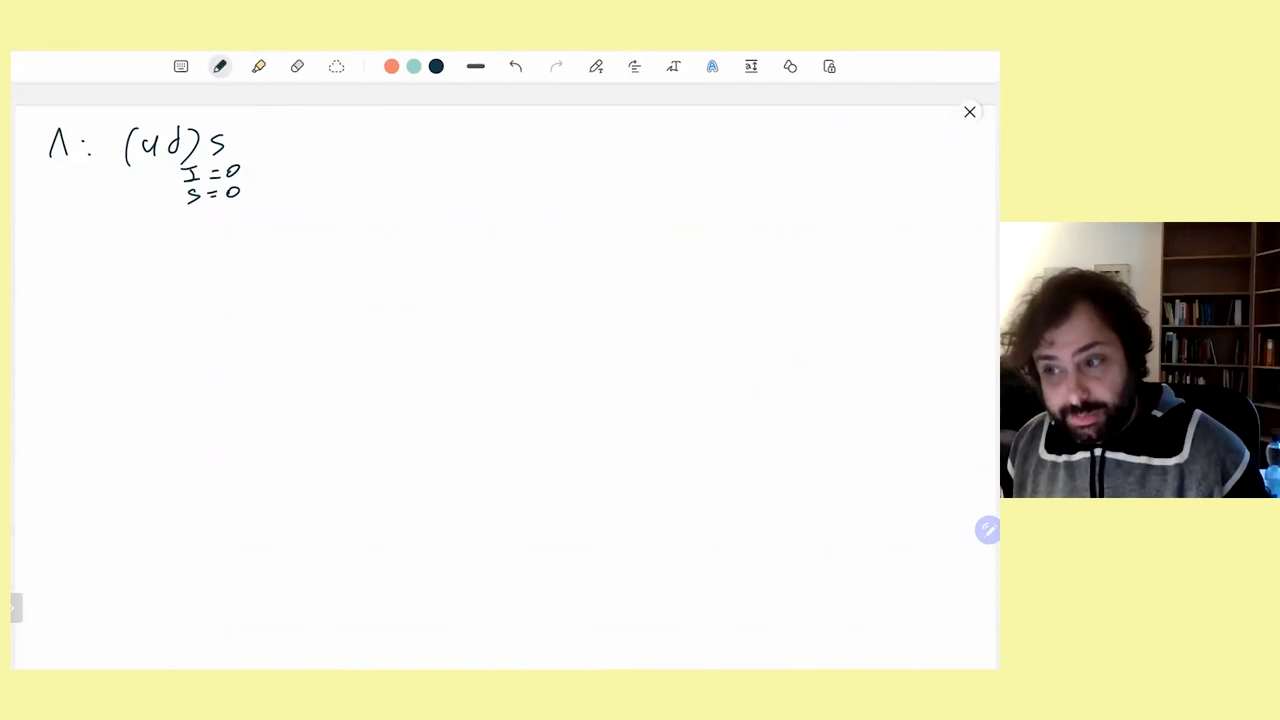 Λ: (ud) s
I = 0
s = 0